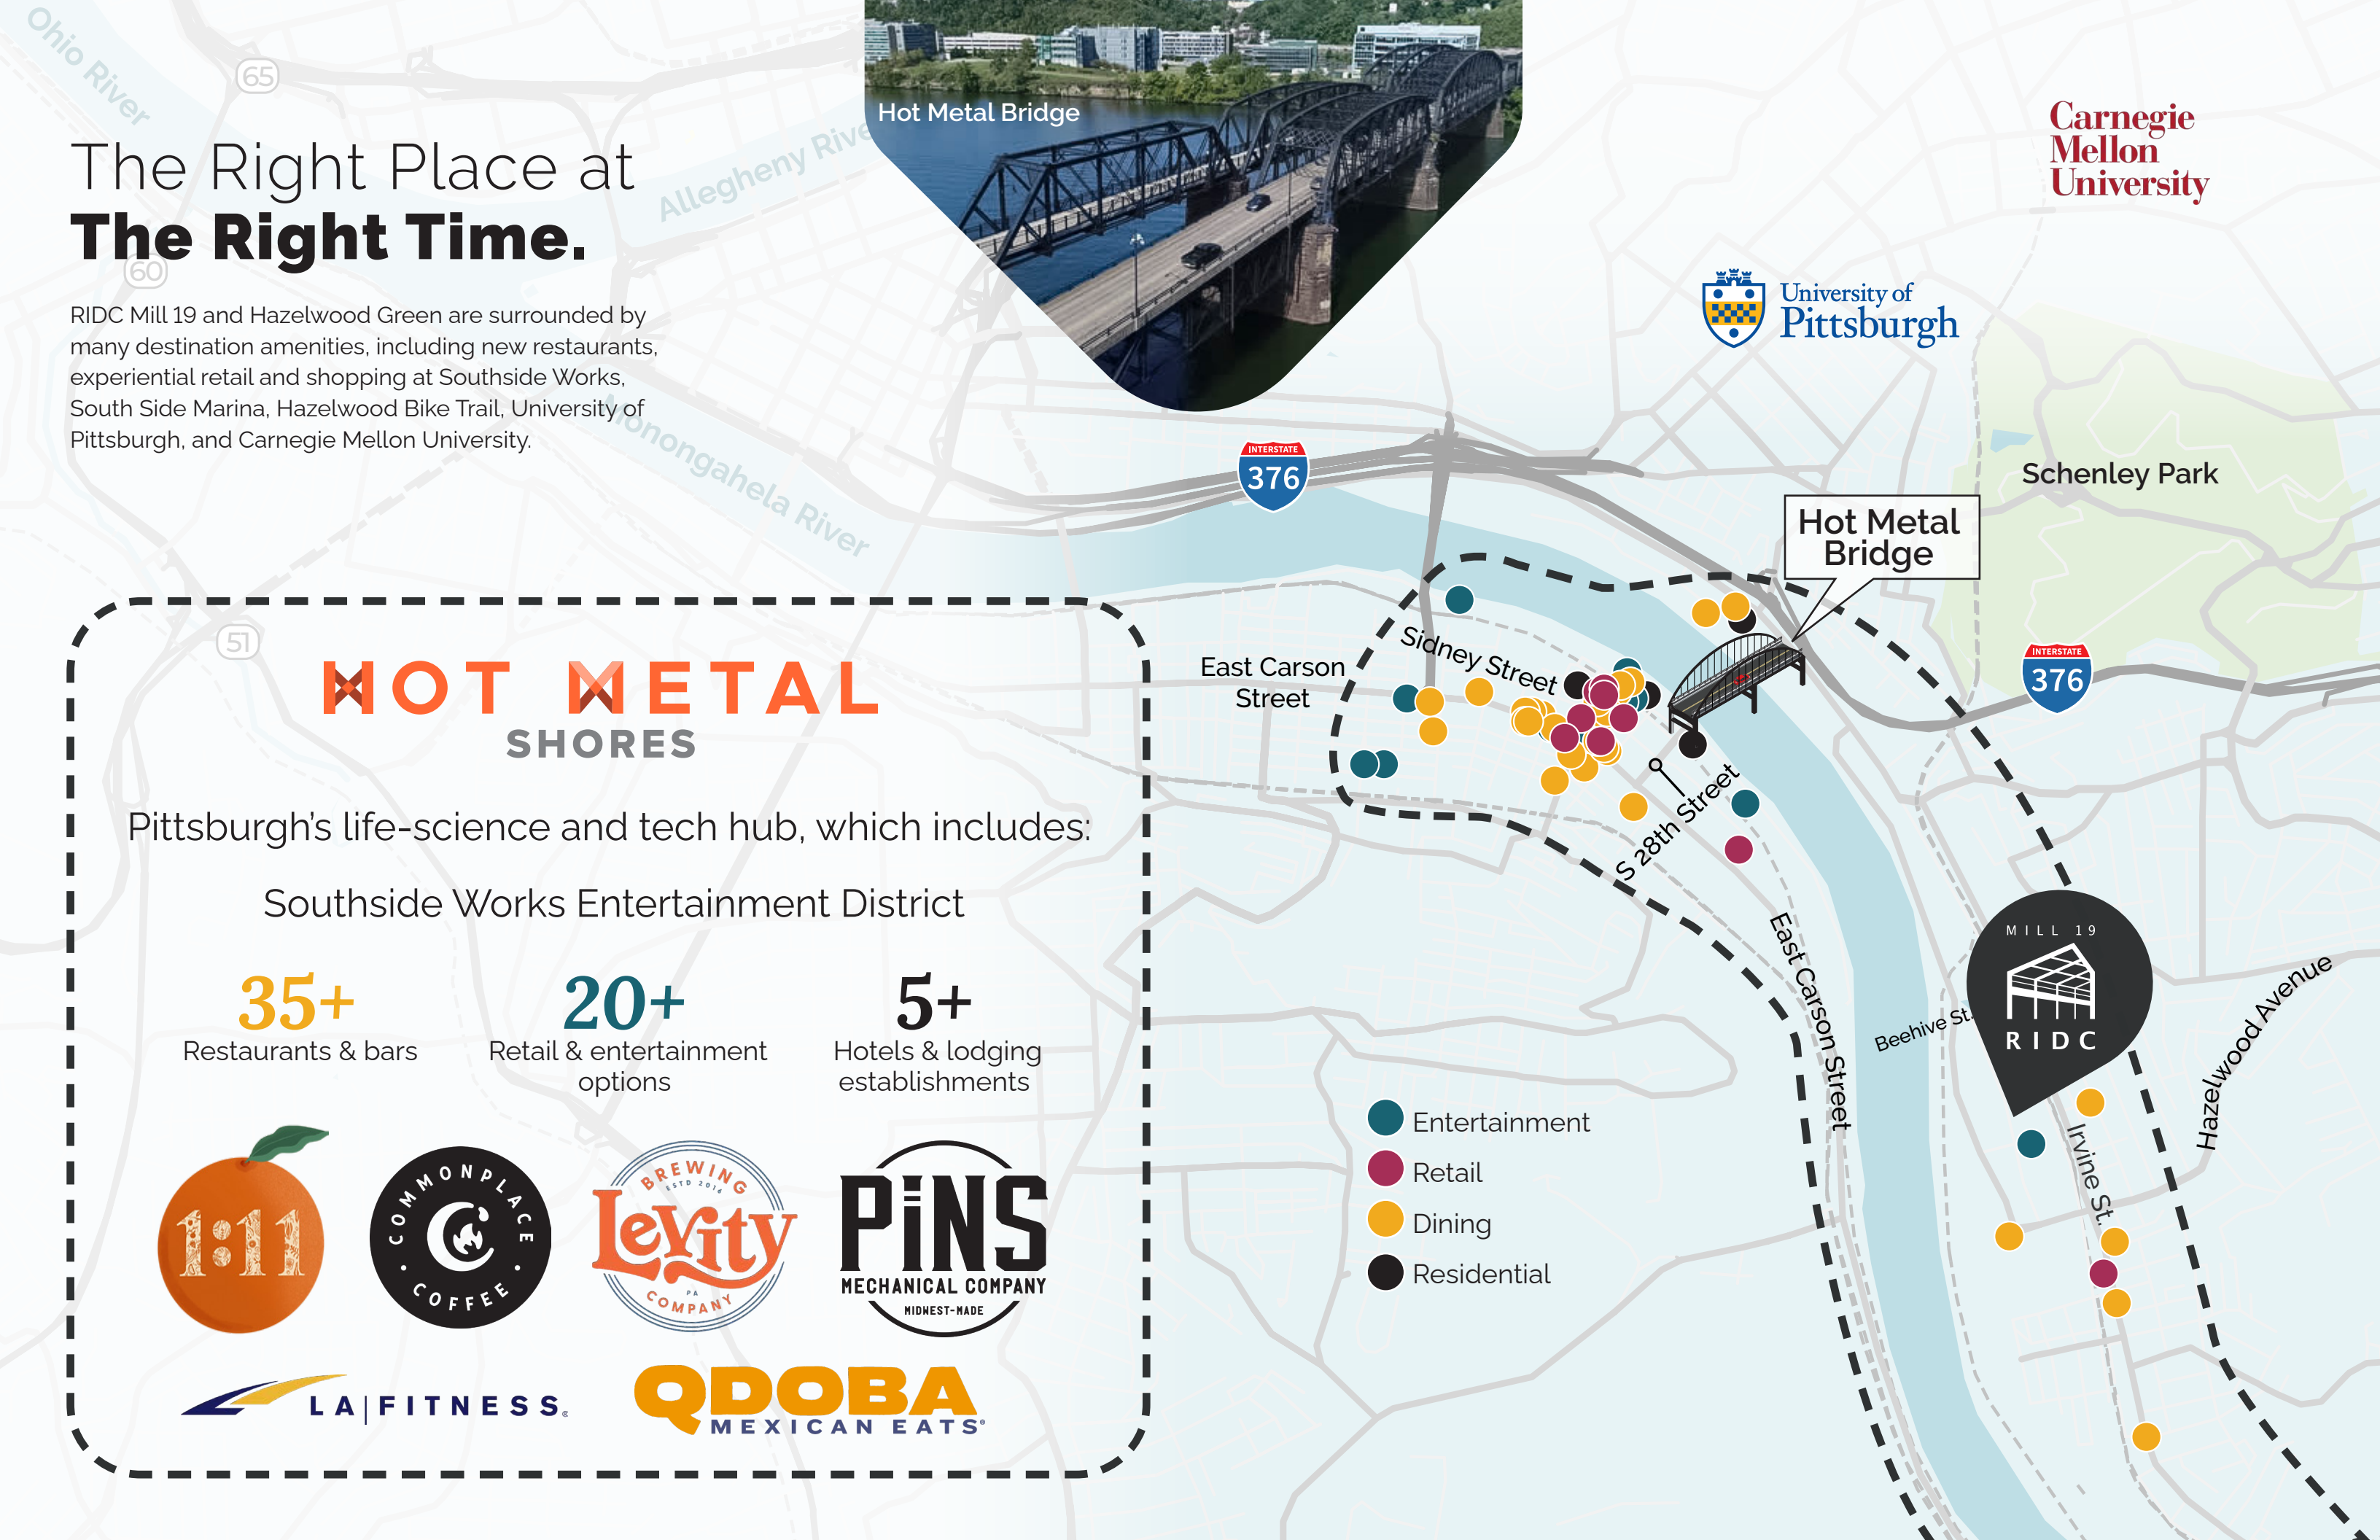 Ohio River
65
The Right Place at
The Right Time.
60
Allegheny Rive
RIDC Mill 19 and Hazelwood Green are surrounded by
many destination amenities, including new restaurants,
experiential retail and shopping at Southside Works,
South Side Marina, Hazelwood Bike Trail, University of
Pittsburgh, and Carnegie Mellon University.
Monongahela River
Hot Metal Bridge
Carnegie
Mellon
University
University of
Pittsburgh
INTERSTATE
376
Schenley Park
Hot Metal
Bridge
INTERSTATE
376
51
HOT METAL
SHORES
Pittsburgh's life-science and tech hub, which includes:
Southside Works Entertainment District
35+
Restaurants & bars
20+
Retail & entertainment
options
5+
Hotels & lodging
establishments
1:11
COMMONPLACE
COFFEE
BREWING
ESTD 2016
Levity
PA
COMPANY
PiNS
MECHANICAL COMPANY
MIDWEST-MADE
LA|FITNESS.
QDOBA
MEXICAN EATS®
East Carson
Street
Sidney Street
S 28th Street
East Carson Street
Beehive St.
MILL 19
RIDC
Hazelwood Avenue
Irvine St.
Entertainment
Retail
Dining
Residential